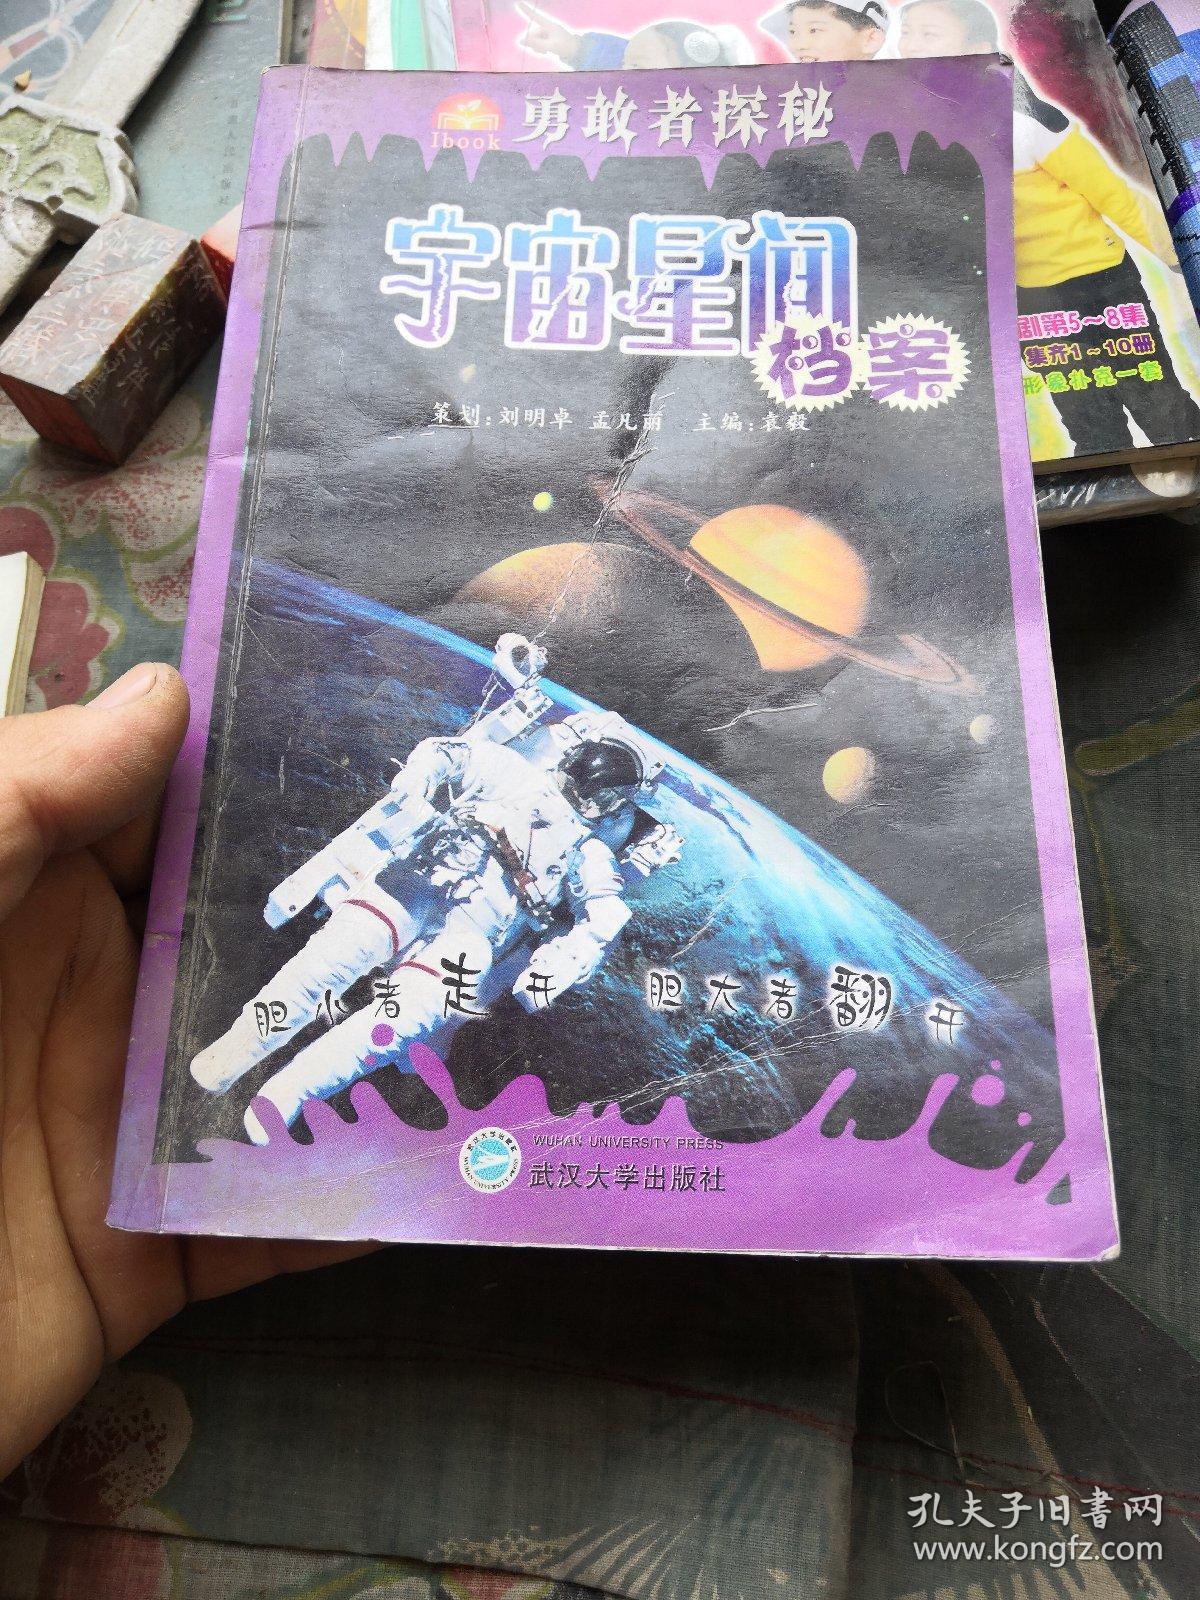 Ibook
勇敢者探秘
宇宙星间
档案
策划:刘明卓 孟凡丽 主编:袁毅
剧第5~8集
集齐1~10册
形象扑克一套
胆小者走开 胆大者翻开
WUHAN UNIVERSITY PRESS
武汉大学出版社
孔夫子旧书网
www.kongfz.com